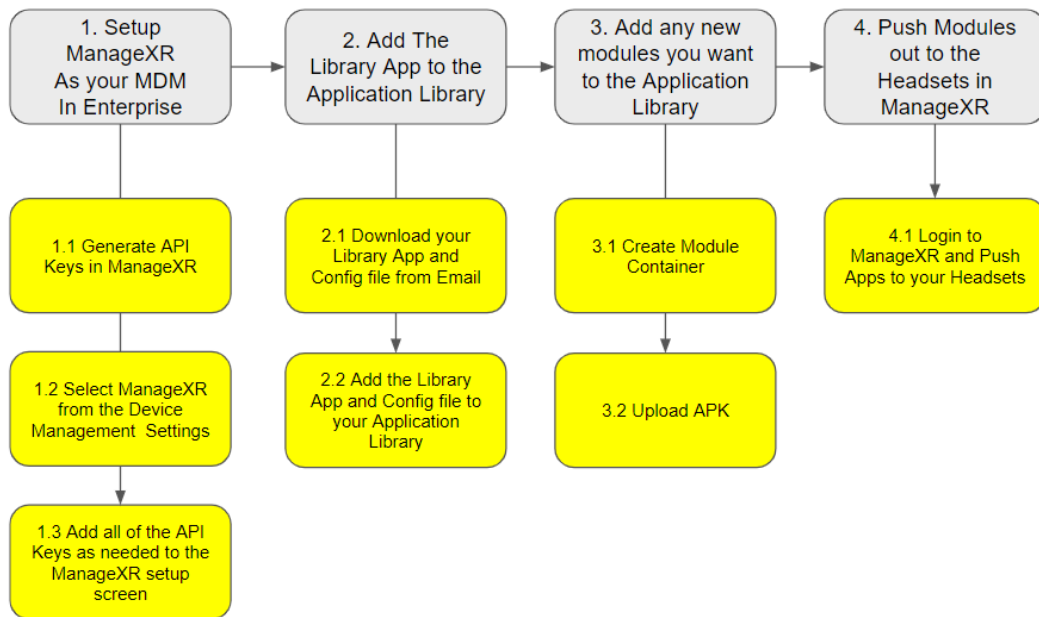 1. Setup
ManageXR
As your MDM
In Enterprise
2. Add The
Library App to the
Application Library
3. Add any new
modules you want
to the Application
Library
4. Push Modules
out to the
Headsets in
ManageXR
1.1 Generate API
Keys in ManageXR
2.1 Download your
Library App and
Config file from Email
3.1 Create Module
Container
4.1 Login to
ManageXR and Push
Apps to your Headsets
1.2 Select ManageXR
from the Device
Management Settings
2.2 Add the Library
App and Config file to
your Application
Library
3.2 Upload APK
1.3 Add all of the API
Keys as needed to the
ManageXR setup
screen